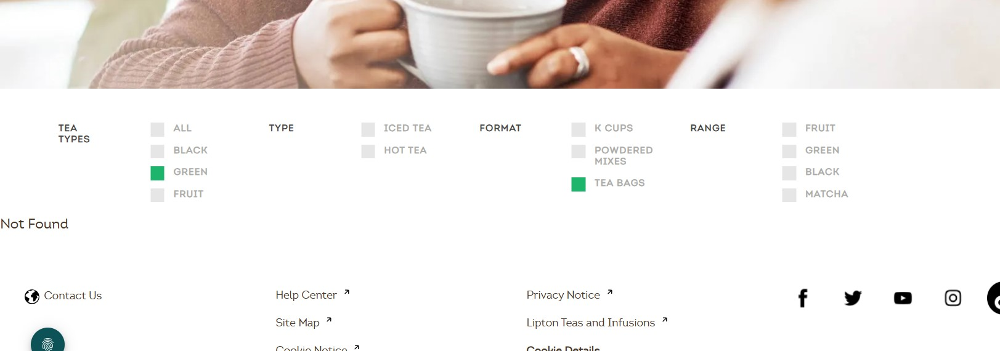 TEA
TYPES
ALL
BLACK
GREEN
FRUIT
TYPE
ICED TEA
HOT TEA
FORMAT
K CUPS
POWDERED
MIXES
TEA BAGS
RANGE
FRUIT
GREEN
BLACK
MATCHA
Not Found
Contact Us
Help Center
Site Map
Cookie Notice
Privacy Notice
Lipton Teas and Infusions
Cookie Details